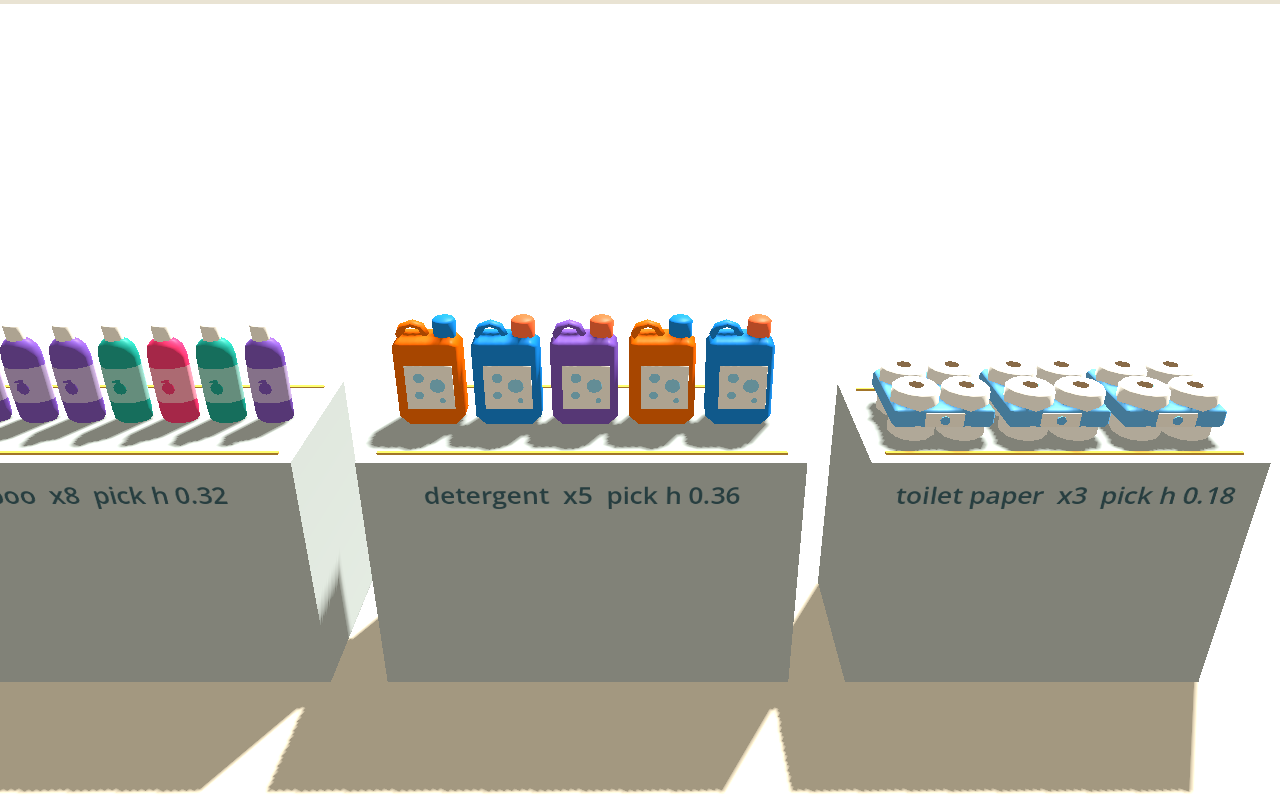 x8 pick h 0.32
detergent x5 pick h 0.36
toilet paper x3 pick h 0.18